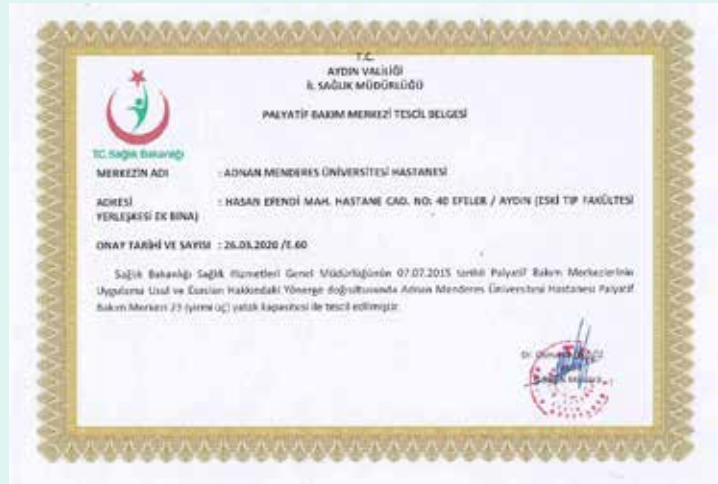 T.C.
AYDIN VALİLİĞİ
İL SAĞLIK MÜDÜRLÜĞÜ
PALYATİF BAKIM MERKEZİ TESCİL BELGESİ
T.C. Sağlık Bakanlığı
MERKEZİN ADI : ADNAN MENDERES ÜNİVERSİTESİ HASTANESİ
ADRESİ : HASAN EFENDİ MAH. HASTANE CAD. NO: 40 EFELER / AYDIN (ESKİ TIP FAKÜLTESİ
YERLEŞKESİ EK BİNA)
ONAY TARİHİ VE SAYISI : 26.03.2020 /E.60
Sağlık Bakanlığı Sağlık Hizmetleri Genel Müdürlüğünün 07.07.2015 tarihli Palyatif Bakım Merkezlerinin
Uygulama Usul ve Esasları Hakkındaki Yönerge doğrultusunda Adnan Menderes Üniversitesi Hastanesi Palyatif
Bakım Merkezi 23 (yirmi üç) yatak kapasitesi ile tescil edilmiştir.
Dr.